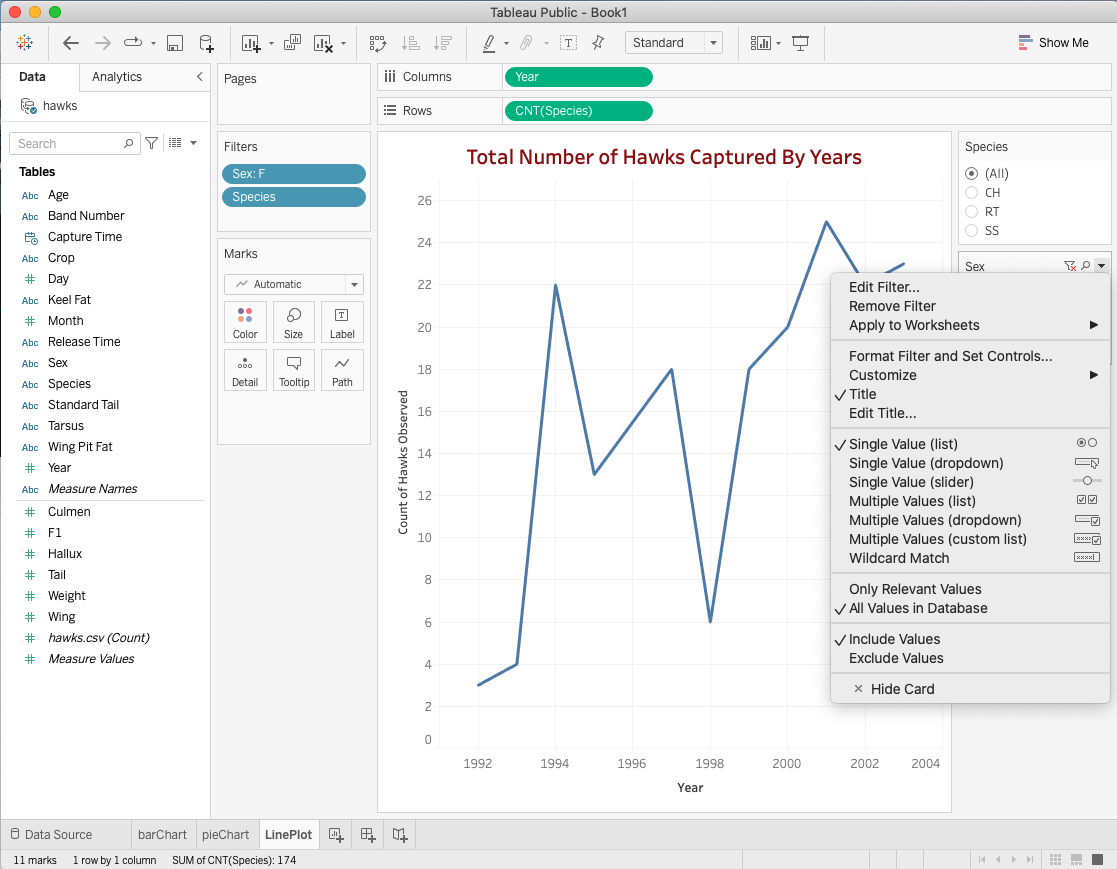 Tableau Public - Book1
Standard
Show Me
Data
Analytics
hawks
Search
Tables
Abc Age
Abc Band Number
Capture Time
Abc Crop
# Day
Abc Keel Fat
# Month
Abc Release Time
Abc Sex
Abc Species
Abc Standard Tail
Abc Tarsus
Abc Wing Pit Fat
# Year
Abc Measure Names
# Culmen
# F1
# Hallux
# Tail
# Weight
# Wing
# hawks.csv (Count)
# Measure Values
Pages
Filters
Sex: F
Species
Marks
Automatic
Color
Size
T
Label
Detail
Tooltip
Path
Columns
Year
Rows
CNT(Species)
Total Number of Hawks Captured By Years
26
24
22
20
18
16
14
12
10
8
6
4
2
0
Count of Hawks Observed
1992
1994
1996
1998
2000
2002
2004
Year
Species
(All)
CH
RT
SS
Sex
Edit Filter...
Remove Filter
Apply to Worksheets
Format Filter and Set Controls...
Customize
Title
Edit Title...
Single Value (list)
Single Value (dropdown)
Single Value (slider)
Multiple Values (list)
Multiple Values (dropdown)
Multiple Values (custom list)
Wildcard Match
Only Relevant Values
All Values in Database
Include Values
Exclude Values
Hide Card
Data Source
barChart
pieChart
LinePlot
11 marks
1 row by 1 column
SUM of CNT(Species): 174